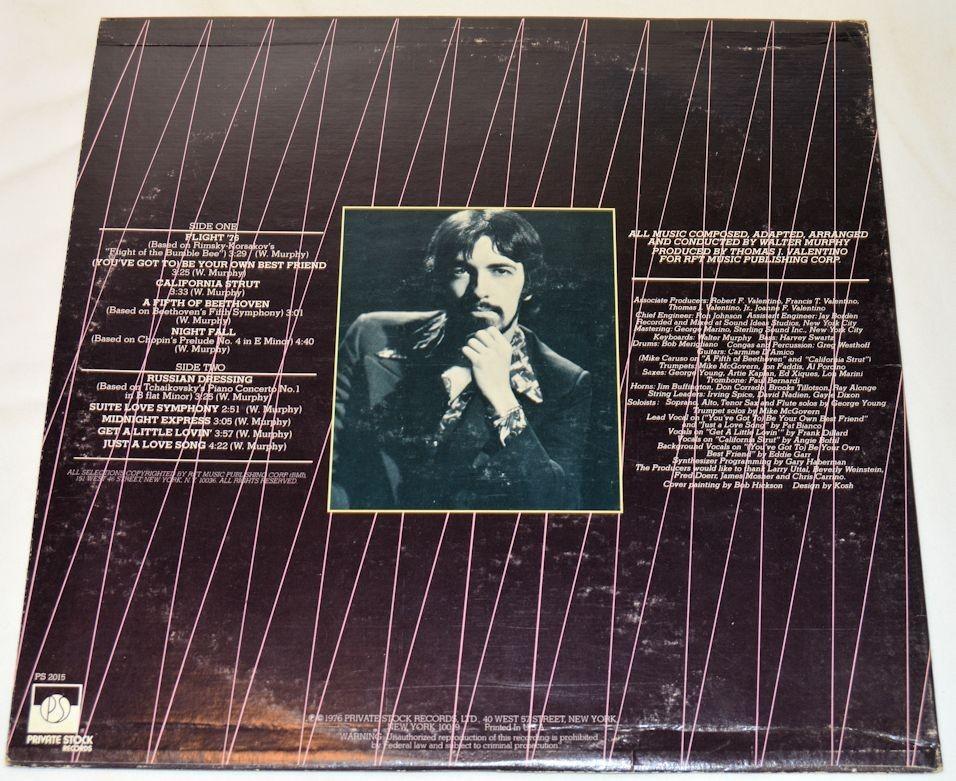 SIDE ONE
FLIGHT '76
(Based on Rimsky-Korsakov's
"Flight of the Bumble Bee") 3:29 (W. Murphy)
(YOU'VE GOT TO) BE YOUR OWN BEST FRIEND
3:25 (W. Murphy)
CALIFORNIA STRUT
3:33 (W. Murphy)
A FIFTH OF BEETHOVEN
(Based on Beethoven's Fifth Symphony) 3:01
(W. Murphy)
NIGHT FALL
(Based on Chopin's Prelude No. 4 in E Minor) 4:40
(W. Murphy)
SIDE TWO
RUSSIAN DRESSING
(Based on Tchaikovsky's Piano Concerto No. 1
in B flat Minor) 3:25 (W. Murphy)
SUITE LOVE SYMPHONY 2:51 (W. Murphy)
MIDNIGHT EXPRESS 3:05 (W. Murphy)
GET A LITTLE LOVIN' 3:57 (W. Murphy)
JUST A LOVE SONG 4:22 (W. Murphy)
ALL SELECTIONS COPYRIGHTED BY RFT MUSIC PUBLISHING CORP. (BMI),
151 WEST 46 STREET, NEW YORK, N.Y. 10036. ALL RIGHTS RESERVED.
ALL MUSIC COMPOSED, ADAPTED, ARRANGED
AND CONDUCTED BY WALTER MURPHY
PRODUCED BY THOMAS J. VALENTINO
FOR RFT MUSIC PUBLISHING CORP.
Associate Producers: Robert F. Valentino, Francis T. Valentino,
Thomas J. Valentino, Jr., Joanne F. Valentino
Chief Engineer: Ron Johnson Assistant Engineer: Jay Borden
Recorded and Mixed at Sound Ideas Studios, New York City
Mastering: George Marino, Sterling Sound Inc., New York City
Keyboards: Walter Murphy Bass: Harvey Swartz
Drums: Bob Merigliano Congas and Percussion: Greg Westhoff
Guitars: Carmine D'Amico
(Mike Caruso on "A Fifth of Beethoven" and "California Strut")
Trumpets: Mike McGovern, Jon Faddis, Al Porcino
Saxes: George Young, Artie Kaplan, Ed Xiques, Lou Marini
Trombone: Paul Bernardi
Horns: Jim Buffington, Don Corrado, Brooks Tillotson, Ray Alonge
String Leaders: Irving Spice, David Nadien, Gayle Dixon
Soloists: Soprano, Alto, Tenor Sax and Flute solos by George Young
Trumpet solos by Mike McGovern
Lead Vocal on ("You've Got To) Be Your Own Best Friend"
and "Just a Love Song" by Pat Bianco
Vocals on "Get A Little Lovin'" by Frank Dillard
Vocals on "California Strut" by Angie Bofill
Background Vocals on "(You've Got To) Be Your Own
Best Friend" by Eddie Garr
Synthesizer Programming by Gary Haberman
The Producers would like to thank Larry Uttal, Beverly Weinstein,
Fred Doerr, James Mosher and Chris Carrino.
Cover painting by Bob Hickson Design by Kosh
PS 2015
PS
PRIVATE STOCK
RECORDS
℗ © 1976 PRIVATE STOCK RECORDS, LTD., 40 WEST 57 STREET, NEW YORK,
NEW YORK 10019 Printed in U.S.A.
WARNING: Unauthorized reproduction of this recording is prohibited
by Federal law and subject to criminal prosecution.